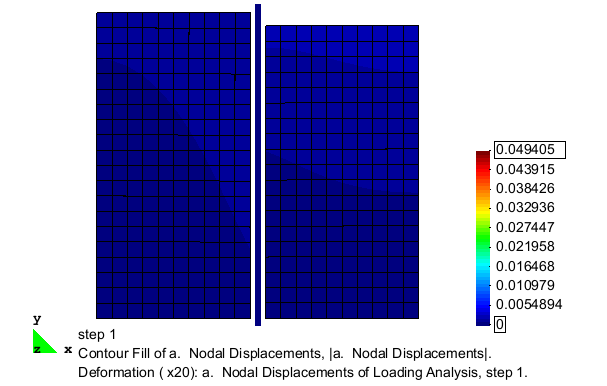 0.049405
0.043915
0.038426
0.032936
0.027447
0.021958
0.016468
0.010979
0.0054894
0
y
z x
step 1
Contour Fill of a. Nodal Displacements, |a. Nodal Displacements|.
Deformation ( x20): a. Nodal Displacements of Loading Analysis, step 1.